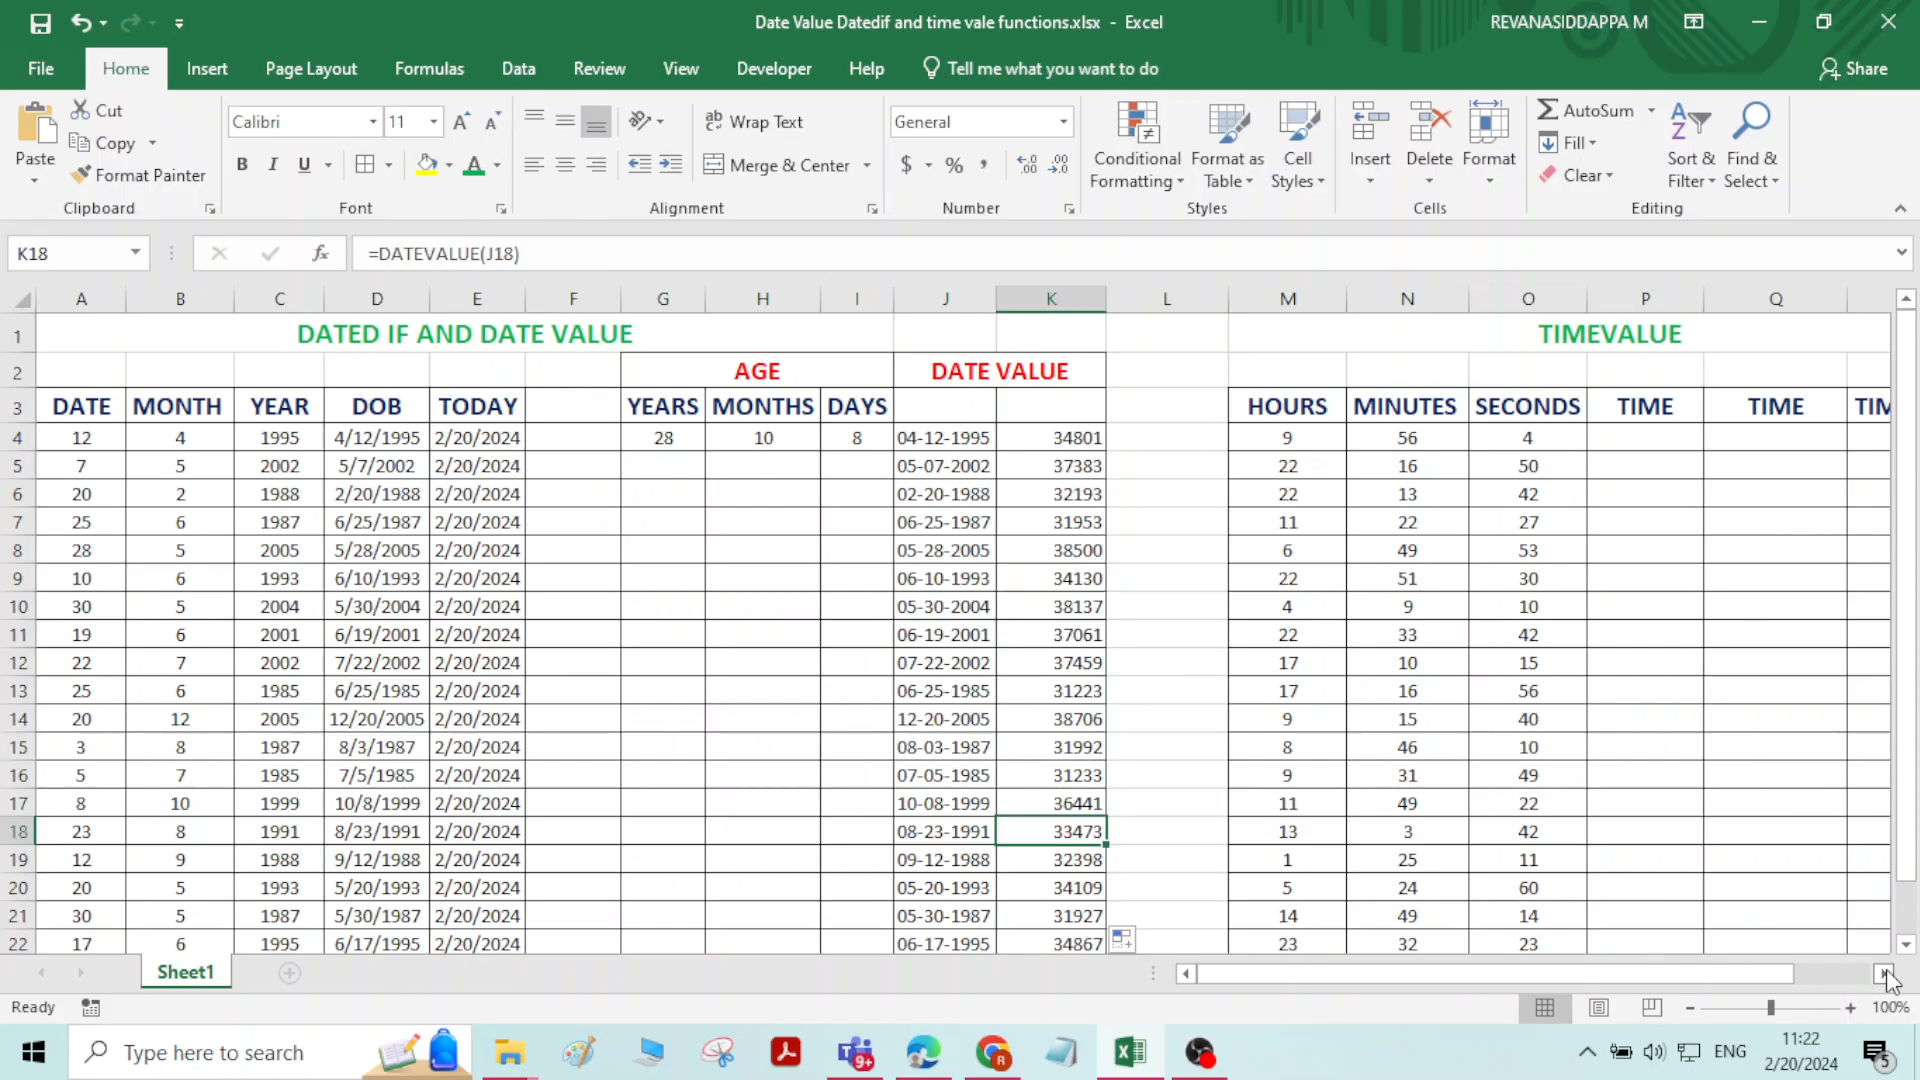 Date Value Datedif and time vale functions.xlsx - Excel
REVANASIDDAPPA M
File Home Insert Page Layout Formulas Data Review View Developer Help Tell me what you want to do Share
Paste Cut Copy Format Painter
Calibri 11 B I U
ab Wrap Text Merge & Center
General $ %
Conditional Formatting Format as Table Cell Styles
Insert Delete Format
AutoSum Fill Clear Sort & Filter Find & Select
Clipboard Font Alignment Number Styles Cells Editing
K18 fx =DATEVALUE(J18)
A B C D E F G H I J K L M N O P Q
1 DATED IF AND DATE VALUE TIMEVALUE
2 AGE DATE VALUE
3 DATE MONTH YEAR DOB TODAY YEARS MONTHS DAYS HOURS MINUTES SECONDS TIME TIME
4 12 4 1995 4/12/1995 2/20/2024 28 10 8 04-12-1995 34801 9 56 4
5 7 5 2002 5/7/2002 2/20/2024 05-07-2002 37383 22 16 50
6 20 2 1988 2/20/1988 2/20/2024 02-20-1988 32193 22 13 42
7 25 6 1987 6/25/1987 2/20/2024 06-25-1987 31953 11 22 27
8 28 5 2005 5/28/2005 2/20/2024 05-28-2005 38500 6 49 53
9 10 6 1993 6/10/1993 2/20/2024 06-10-1993 34130 22 51 30
10 30 5 2004 5/30/2004 2/20/2024 05-30-2004 38137 4 9 10
11 19 6 2001 6/19/2001 2/20/2024 06-19-2001 37061 22 33 42
12 22 7 2002 7/22/2002 2/20/2024 07-22-2002 37459 17 10 15
13 25 6 1985 6/25/1985 2/20/2024 06-25-1985 31223 17 16 56
14 20 12 2005 12/20/2005 2/20/2024 12-20-2005 38706 9 15 40
15 3 8 1987 8/3/1987 2/20/2024 08-03-1987 31992 8 46 10
16 5 7 1985 7/5/1985 2/20/2024 07-05-1985 31233 9 31 49
17 8 10 1999 10/8/1999 2/20/2024 10-08-1999 36441 11 49 22
18 23 8 1991 8/23/1991 2/20/2024 08-23-1991 33473 13 3 42
19 12 9 1988 9/12/1988 2/20/2024 09-12-1988 32398 1 25 11
20 20 5 1993 5/20/1993 2/20/2024 05-20-1993 34109 5 24 60
21 30 5 1987 5/30/1987 2/20/2024 05-30-1987 31927 14 49 14
22 17 6 1995 6/17/1995 2/20/2024 06-17-1995 34867 23 32 23
Sheet1
Ready 100%
Type here to search 9+ R ENG 11:22 5
2/20/2024